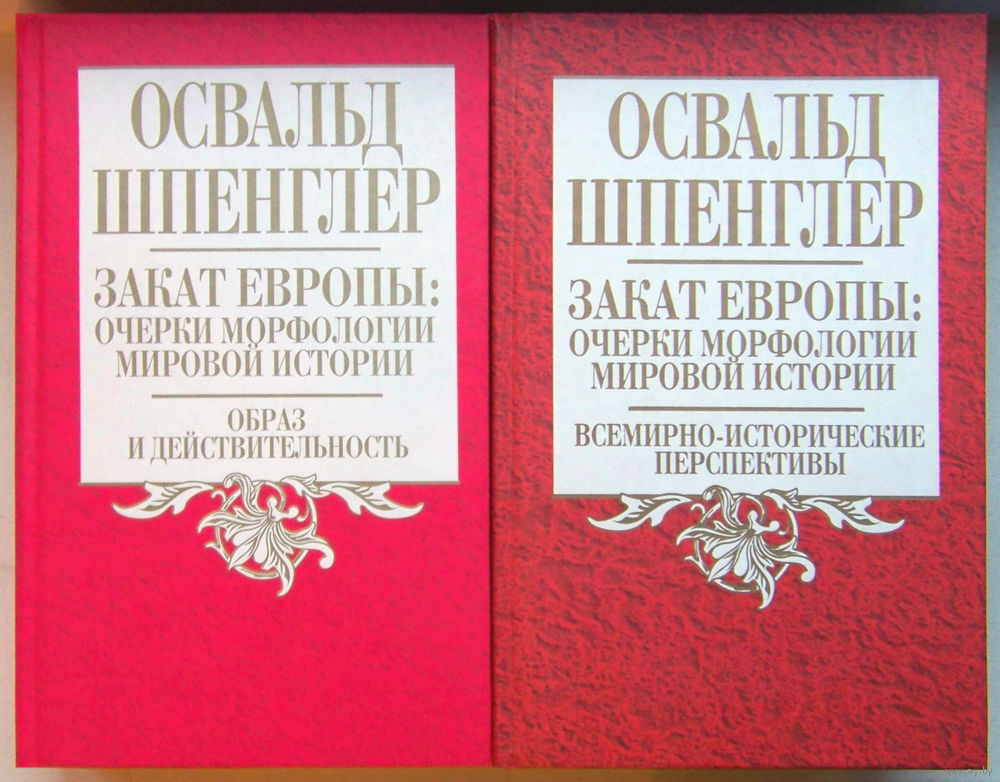 ОСВАЛЬД
ШПЕНГЛЕР
ЗАКАТ ЕВРОПЫ:
ОЧЕРКИ МОРФОЛОГИИ
МИРОВОЙ ИСТОРИИ
ОБРАЗ
И ДЕЙСТВИТЕЛЬНОСТЬ
ОСВАЛЬД
ШПЕНГЛЕР
ЗАКАТ ЕВРОПЫ:
ОЧЕРКИ МОРФОЛОГИИ
МИРОВОЙ ИСТОРИИ
ВСЕМИРНО-ИСТОРИЧЕСКИЕ
ПЕРСПЕКТИВЫ